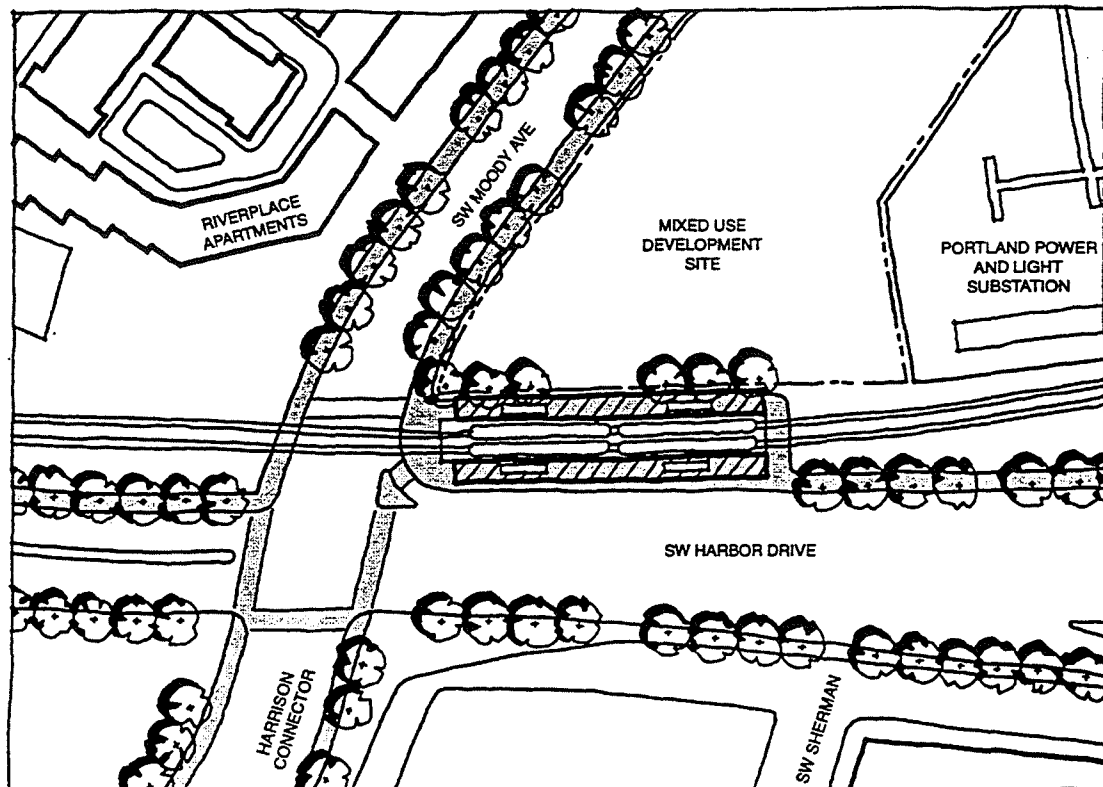 RIVERPLACE
APARTMENTS
SW MOODY AVE
MIXED USE
DEVELOPMENT
SITE
PORTLAND POWER
AND LIGHT
SUBSTATION
SW HARBOR DRIVE
HARRISON
CONNECTOR
SW SHERMAN